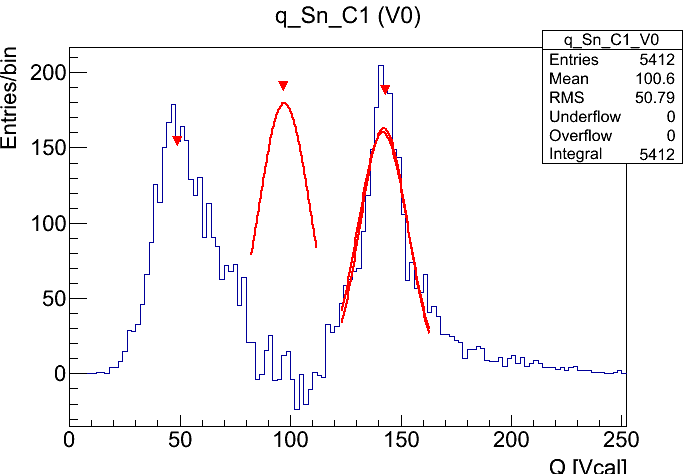 q_Sn_C1 (V0)
q_Sn_C1_V0
Entries 5412
Mean 100.6
RMS 50.79
Underflow 0
Overflow 0
Integral 5412
Entries/bin
200
150
100
50
0
0 50 100 150 200 250
Q [Vcal]